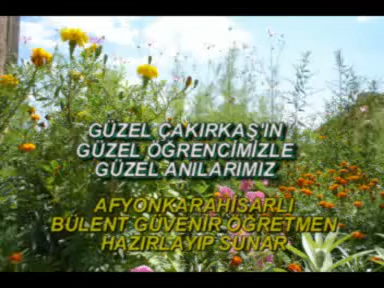 GÜZEL ÇAKIRKAŞ'IN
GÜZEL ÖĞRENCİMİZLE
GÜZEL ANILARIMIZ
AFYONKARAHİSARLI
BÜLENT GÜVENİR ÖĞRETMEN
HAZIRLAYIP SUNAR